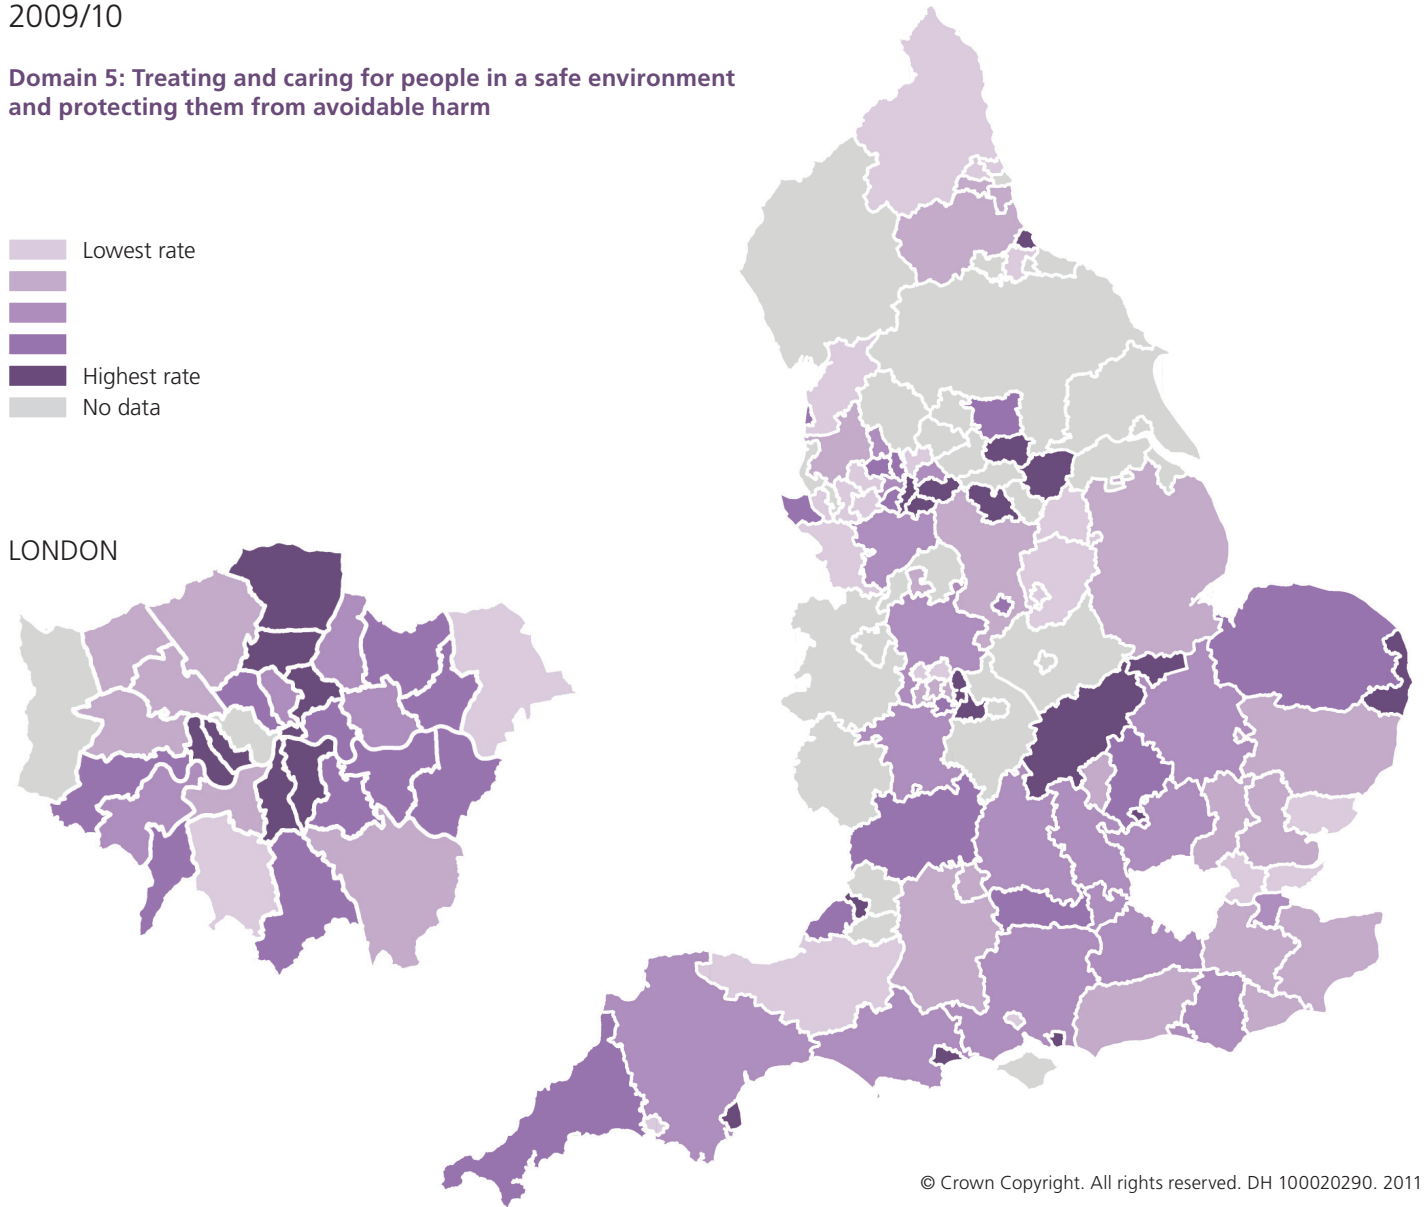 2009/10
Domain 5: Treating and caring for people in a safe environment
and protecting them from avoidable harm
Lowest rate
Highest rate
No data
LONDON
© Crown Copyright. All rights reserved. DH 100020290. 2011